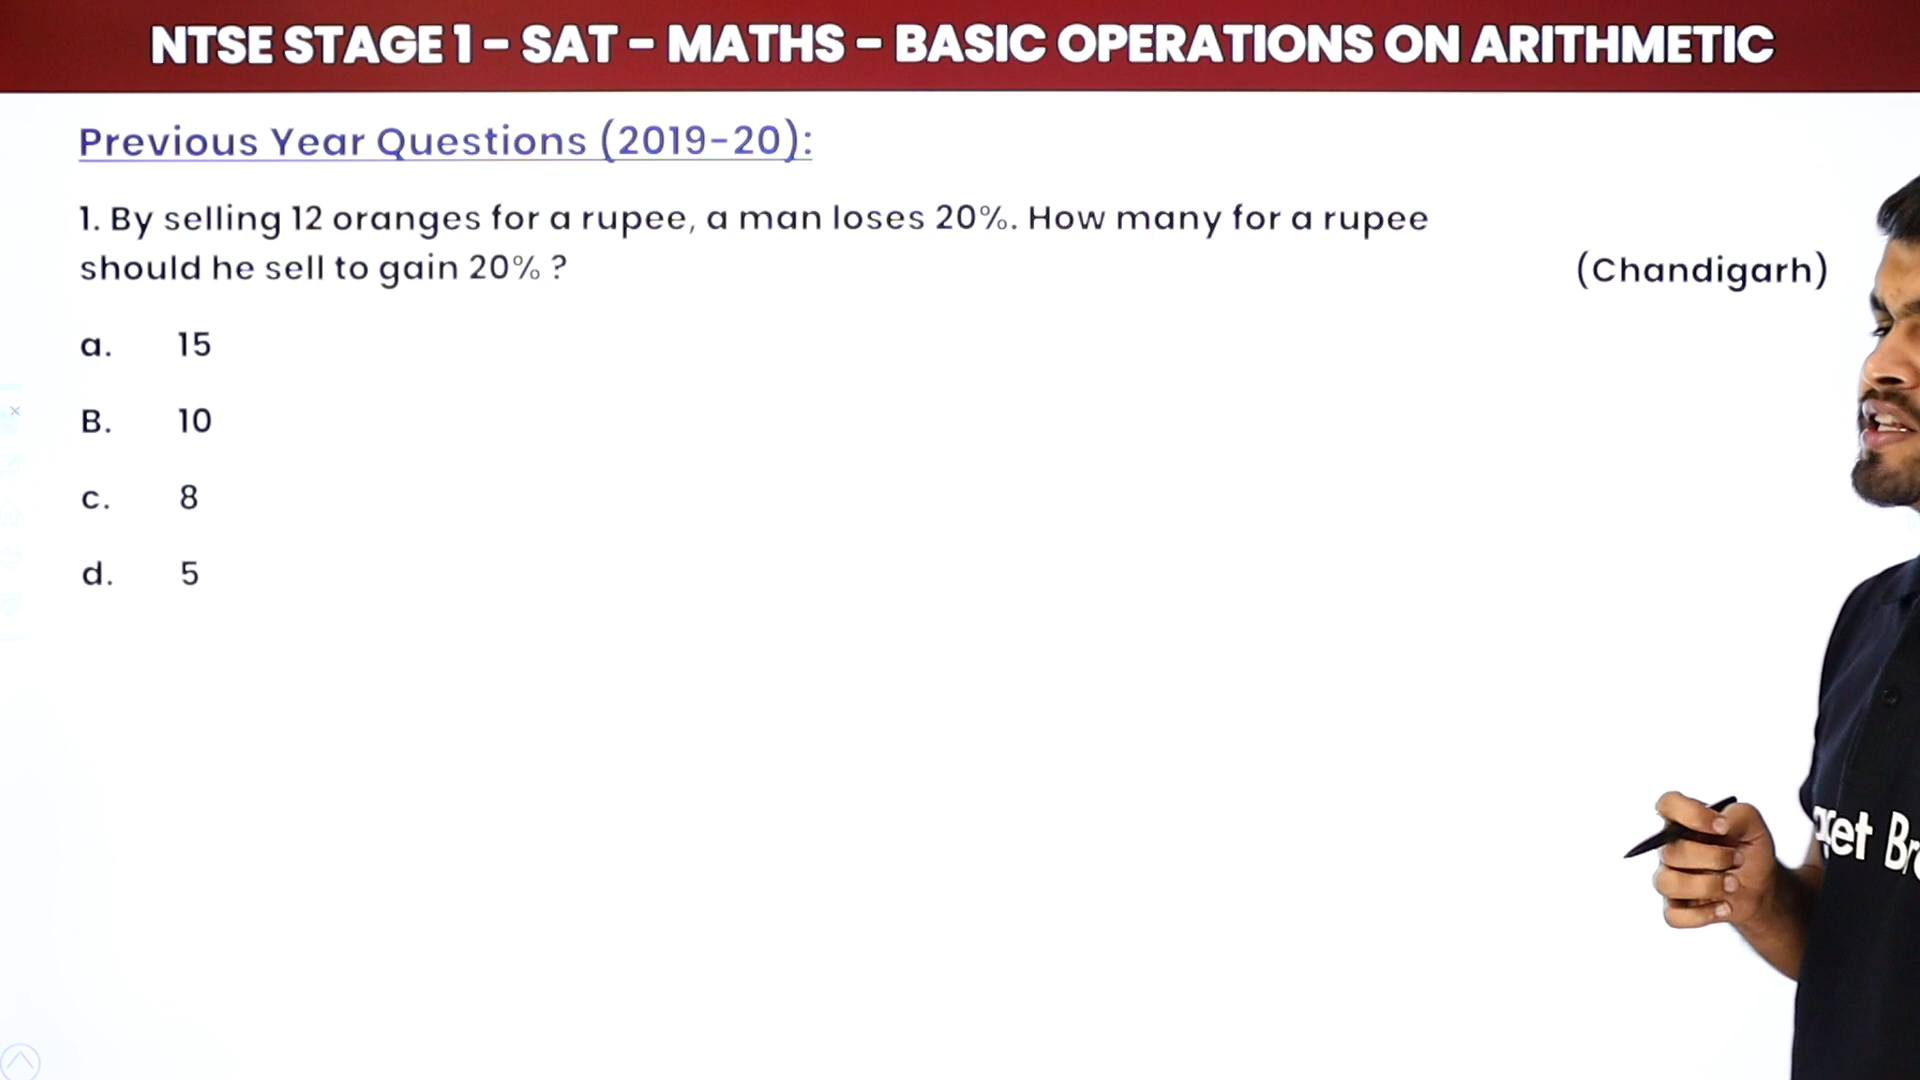 NTSE STAGE 1 – SAT – MATHS – BASIC OPERATIONS ON ARITHMETIC
Previous Year Questions (2019-20):
1. By selling 12 oranges for a rupee, a man loses 20%. How many for a rupee
should he sell to gain 20% ?
(Chandigarh)
a. 15
B. 10
c. 8
d. 5